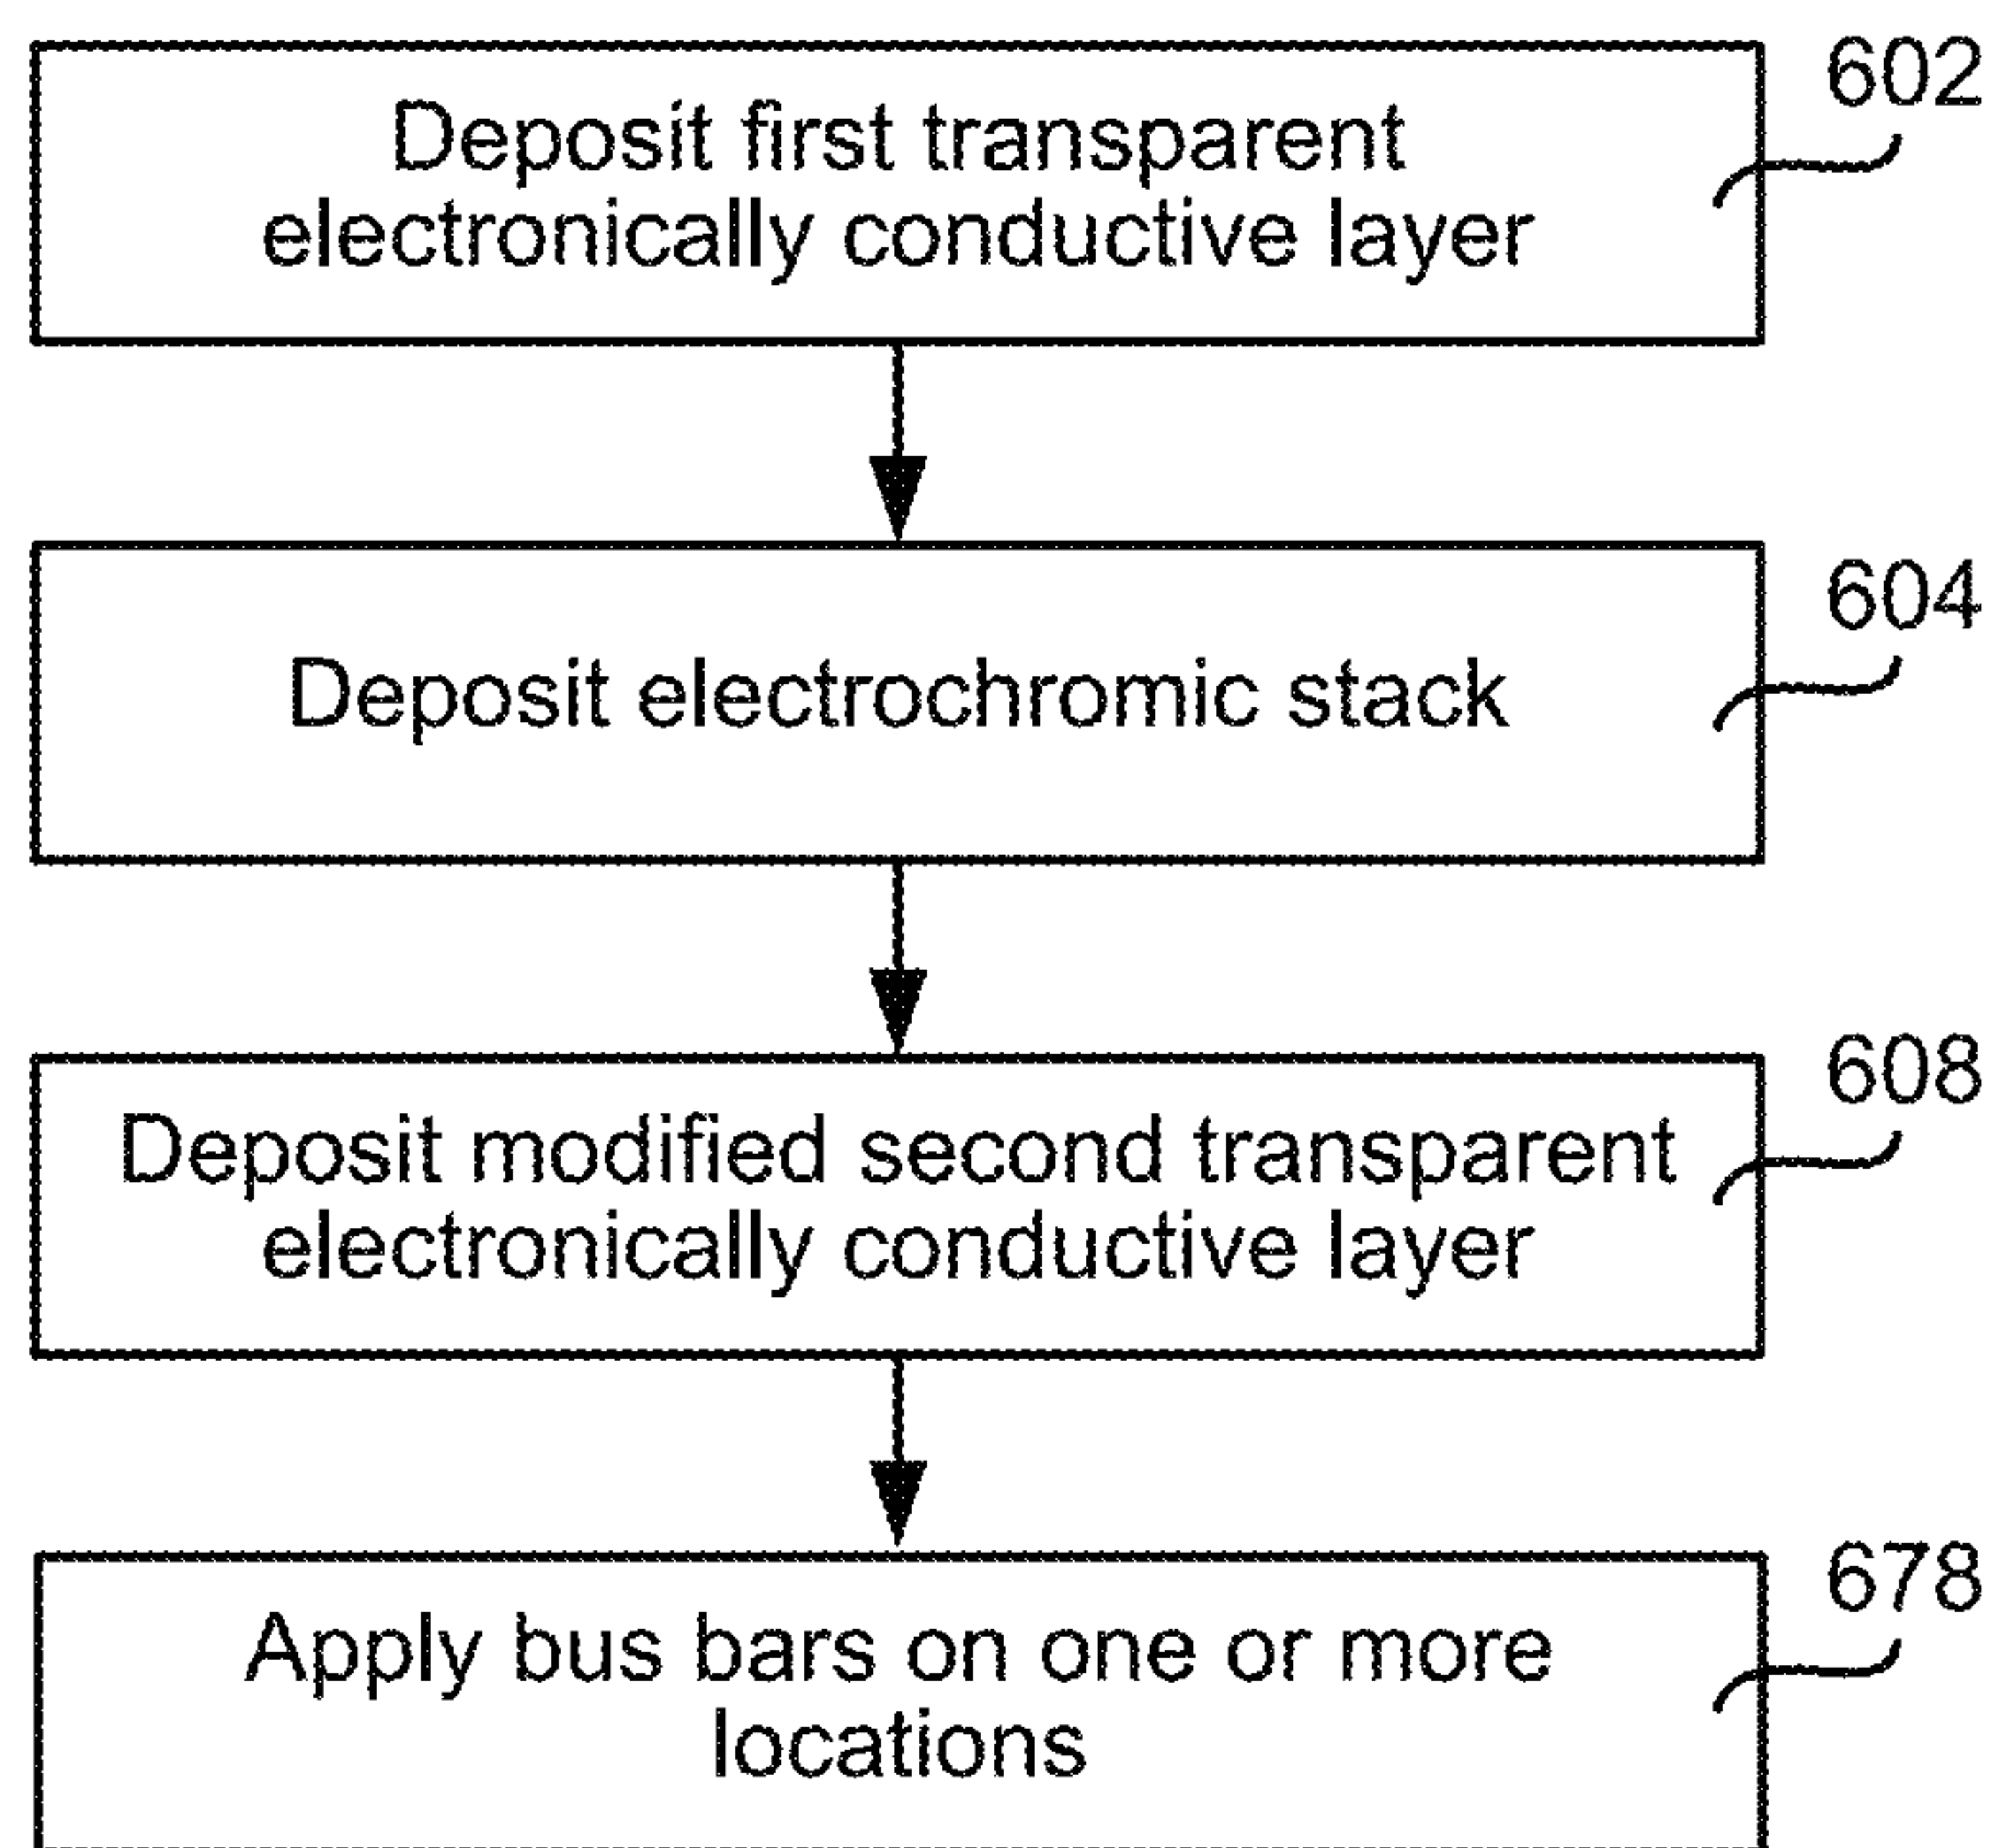 602
Deposit first transparent
electronically conductive layer
604
Deposit electrochromic stack
608
Deposit modified second transparent
electronically conductive layer
678
Apply bus bars on one or more
locations